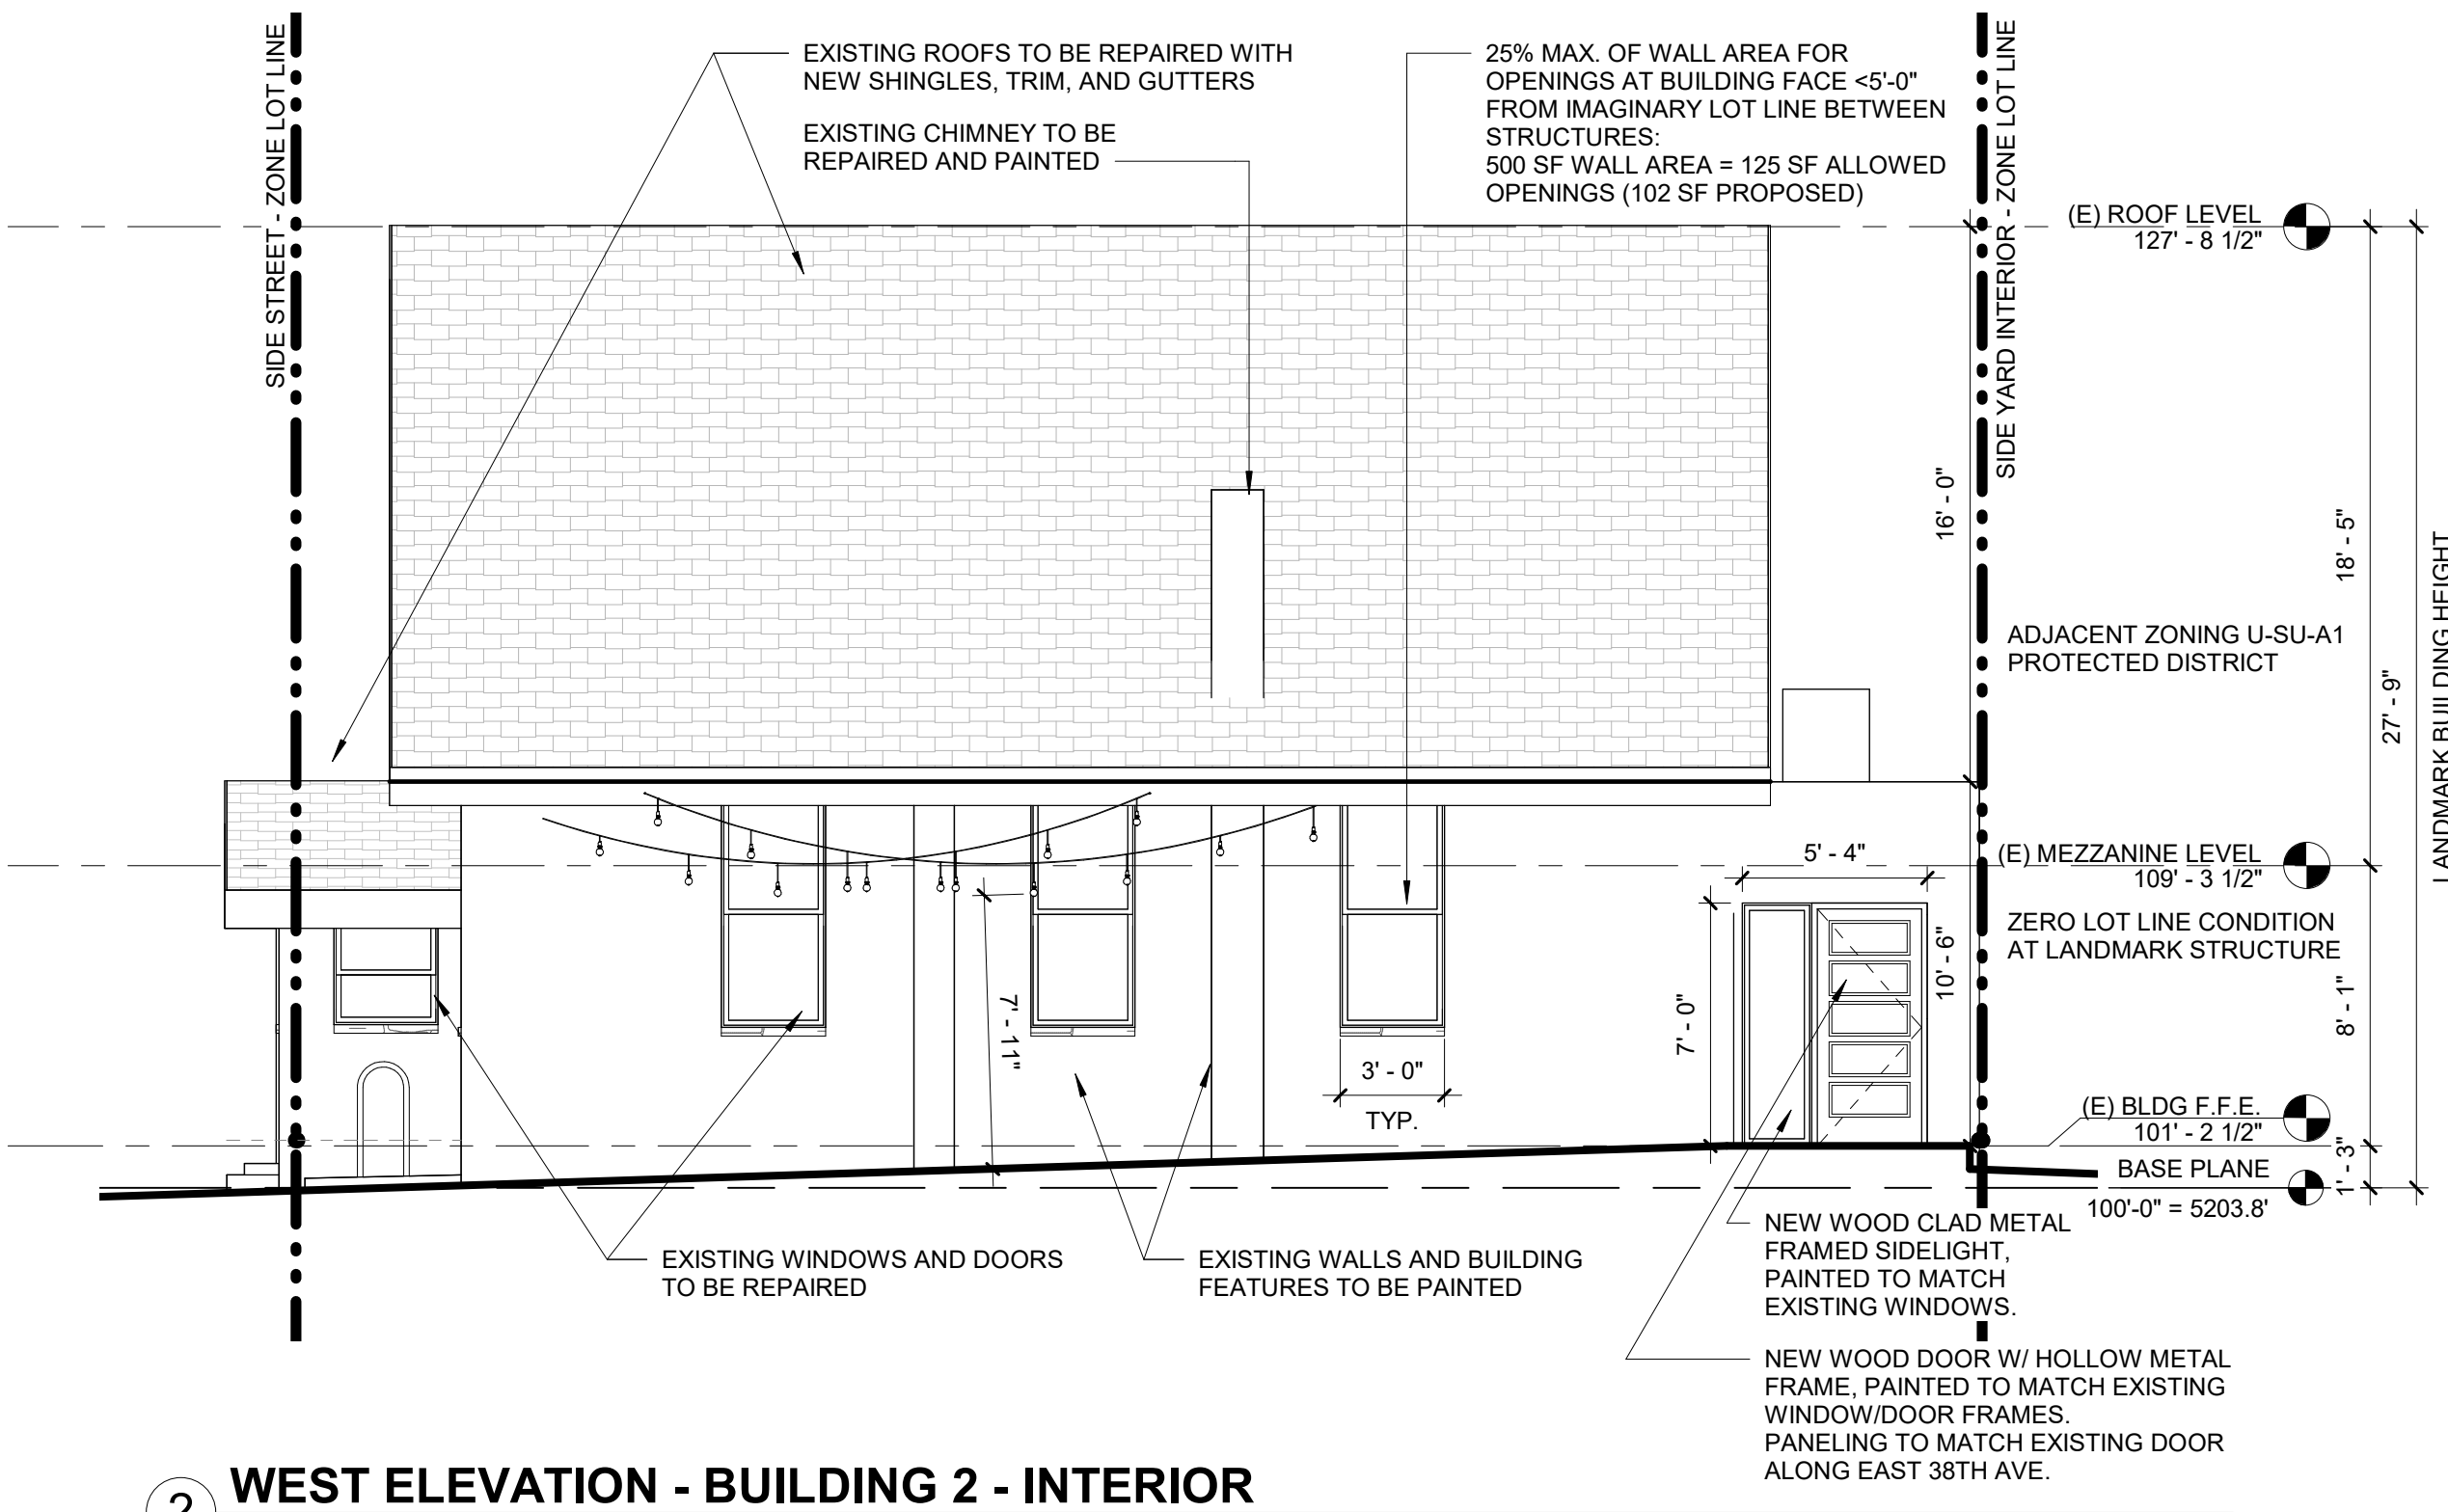 SIDE STREET - ZONE LOT LINE
EXISTING ROOFS TO BE REPAIRED WITH
NEW SHINGLES, TRIM, AND GUTTERS
EXISTING CHIMNEY TO BE
REPAIRED AND PAINTED
25% MAX. OF WALL AREA FOR
OPENINGS AT BUILDING FACE <5'-0"
FROM IMAGINARY LOT LINE BETWEEN
STRUCTURES:
500 SF WALL AREA = 125 SF ALLOWED
OPENINGS (102 SF PROPOSED)
SIDE YARD INTERIOR - ZONE LOT LINE
(E) ROOF LEVEL
127' - 8 1/2"
16' - 0"
18' - 5"
27' - 9"
LANDMARK BUILDING HEIGHT
ADJACENT ZONING U-SU-A1
PROTECTED DISTRICT
5' - 4"
(E) MEZZANINE LEVEL
109' - 3 1/2"
ZERO LOT LINE CONDITION
AT LANDMARK STRUCTURE
10' - 6"
7' - 11"
7' - 0"
8' - 1"
3' - 0"
TYP.
(E) BLDG F.F.E.
101' - 2 1/2"
1' - 3"
BASE PLANE
100'-0" = 5203.8'
EXISTING WINDOWS AND DOORS
TO BE REPAIRED
EXISTING WALLS AND BUILDING
FEATURES TO BE PAINTED
NEW WOOD CLAD METAL
FRAMED SIDELIGHT,
PAINTED TO MATCH
EXISTING WINDOWS.
NEW WOOD DOOR W/ HOLLOW METAL
FRAME, PAINTED TO MATCH EXISTING
WINDOW/DOOR FRAMES.
PANELING TO MATCH EXISTING DOOR
ALONG EAST 38TH AVE.
2
WEST ELEVATION - BUILDING 2 - INTERIOR